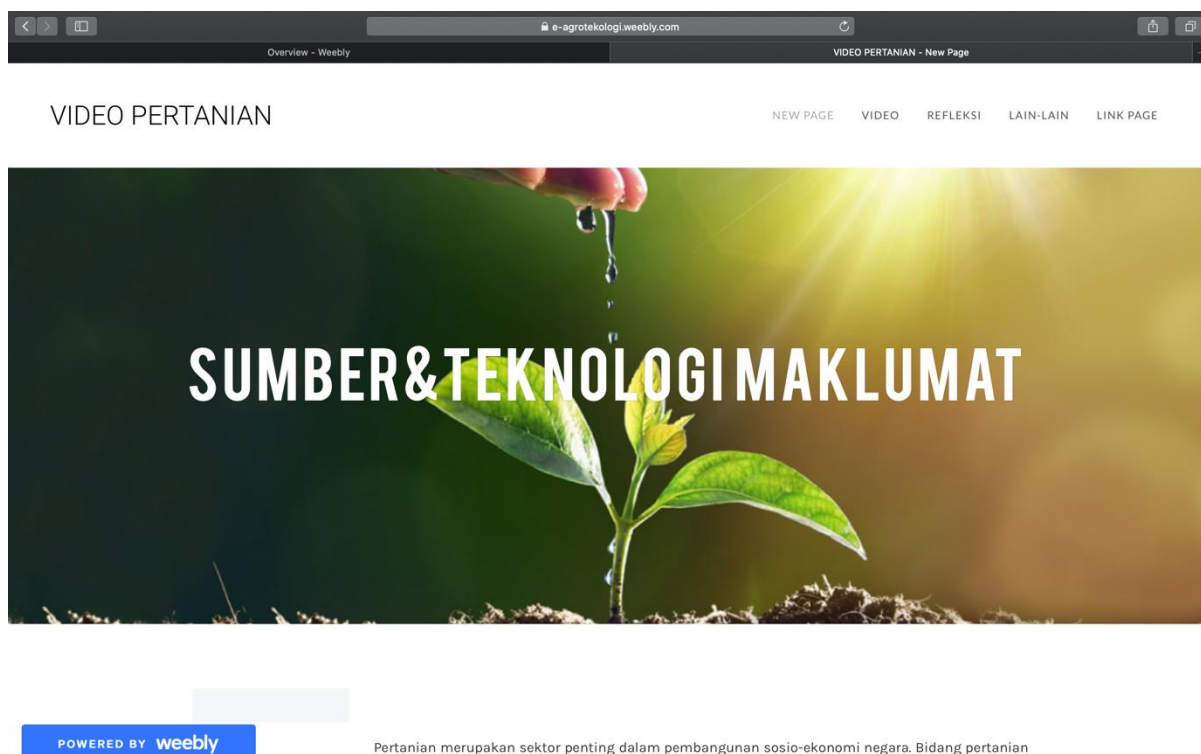 e-agrotekologi.weebly.com
Overview - Weebly
VIDEO PERTANIAN - New Page
VIDEO PERTANIAN
NEW PAGE VIDEO REFLEKSI LAIN-LAIN LINK PAGE
SUMBER&TEKNOLOGI MAKLUMAT
POWERED BY weebly
Pertanian merupakan sektor penting dalam pembangunan sosio-ekonomi negara. Bidang pertanian